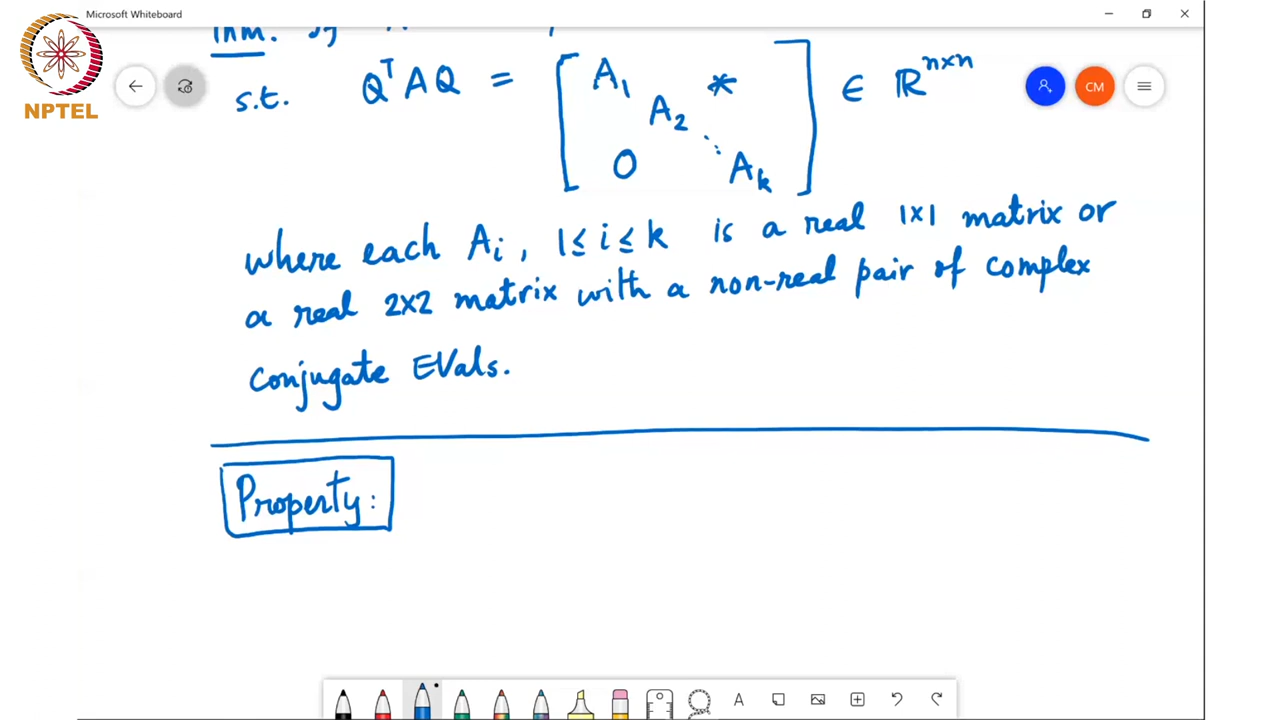 Microsoft Whiteboard
NPTEL
CM
Thm.
s.t. Q^T A Q = [ A_1 * A_2 ⋱ 0 A_k ] ∈ ℝ^{n×n}
where each A_i, 1 ≤ i ≤ k is a real 1×1 matrix or
a real 2×2 matrix with a non-real pair of complex
conjugate EVals.
Property:
A